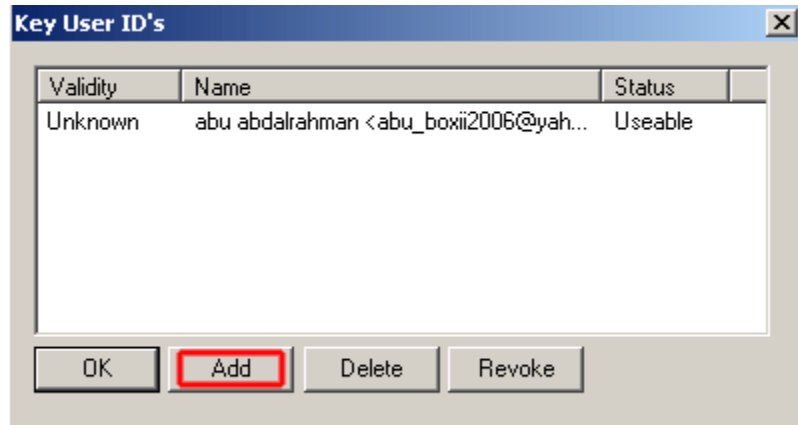 Key User ID's
Validity Name Status
Unknown abu abdalrahman <abu_boxii2006@yah... Useable
OK Add Delete Revoke